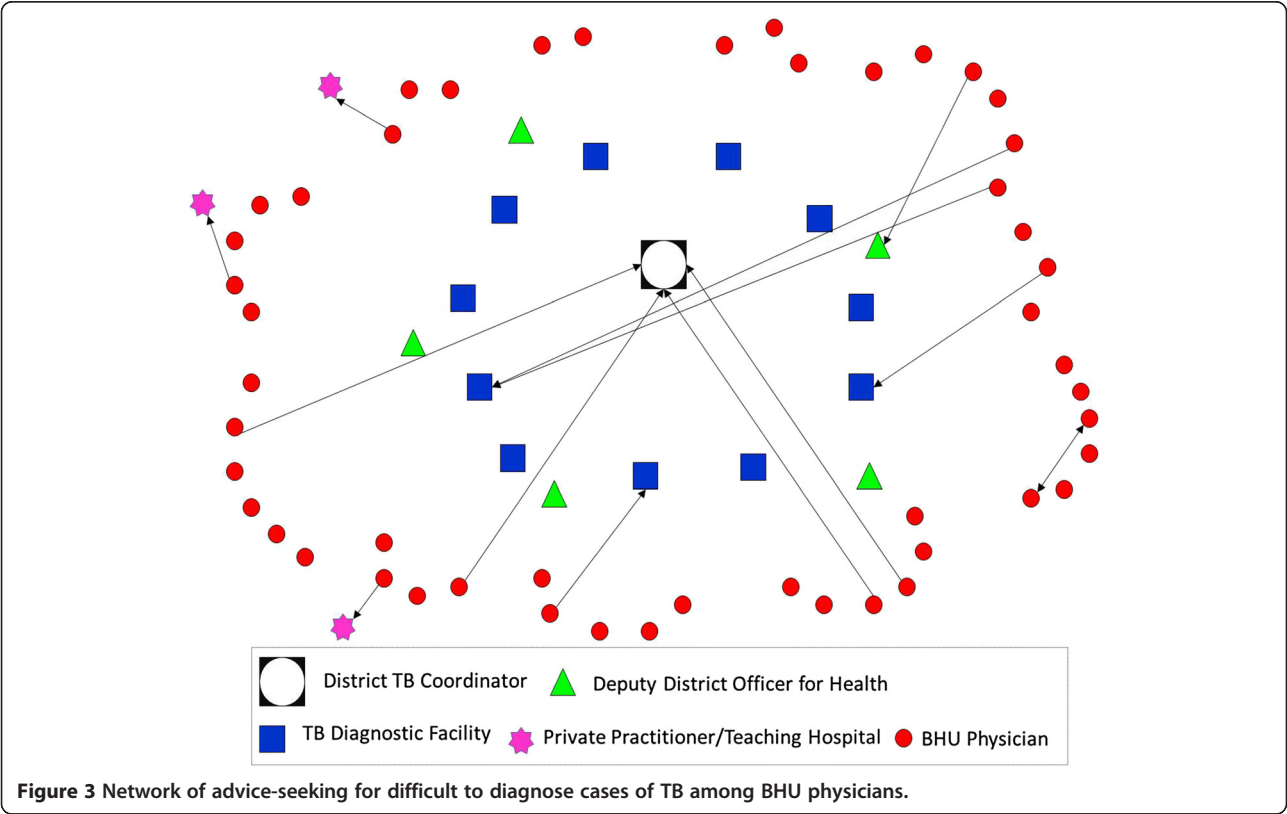 District TB Coordinator
Deputy District Officer for Health
TB Diagnostic Facility
Private Practitioner/Teaching Hospital
BHU Physician
Figure 3 Network of advice-seeking for difficult to diagnose cases of TB among BHU physicians.